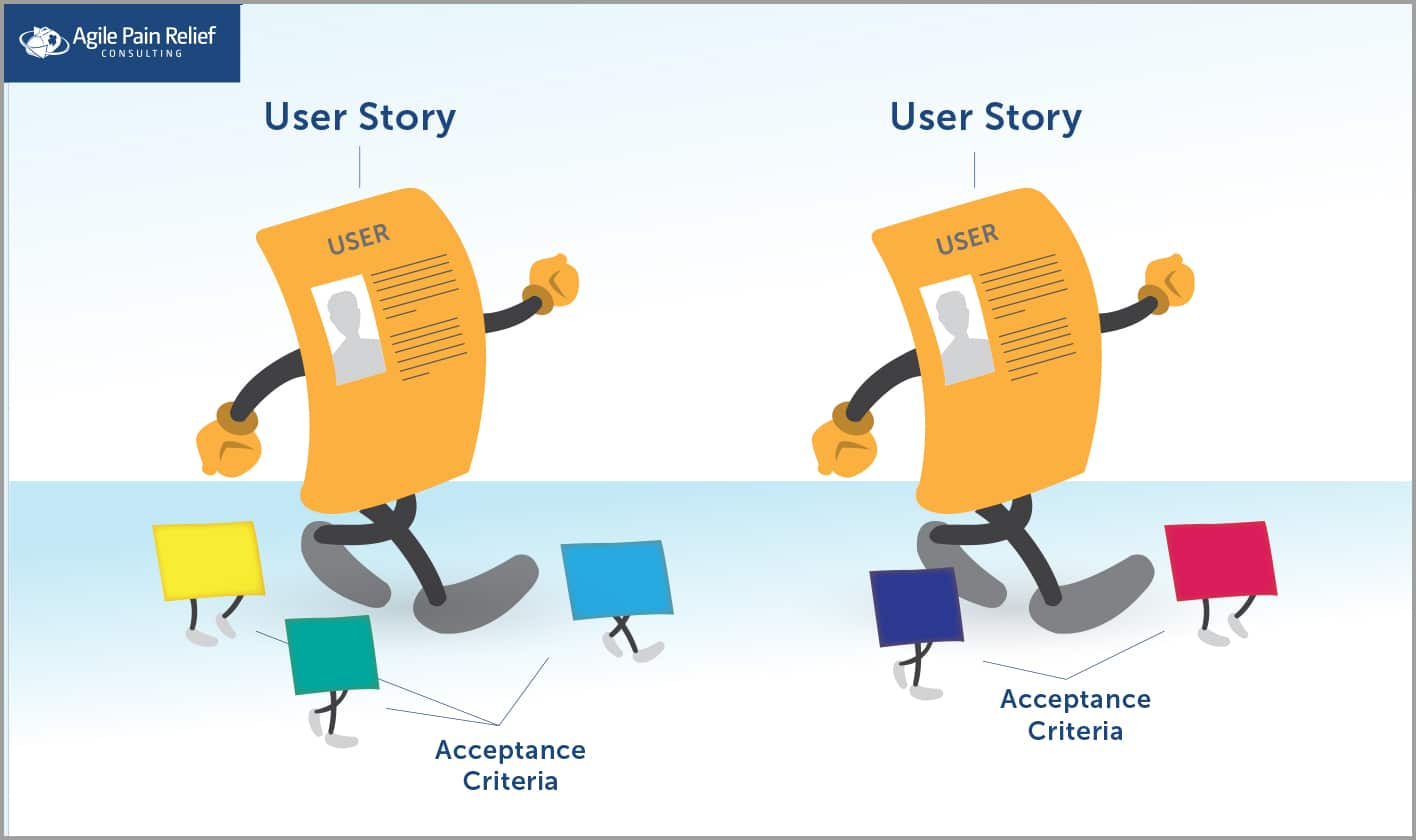 Agile Pain Relief
CONSULTING
User Story
User Story
USER
USER
Acceptance
Criteria
Acceptance
Criteria